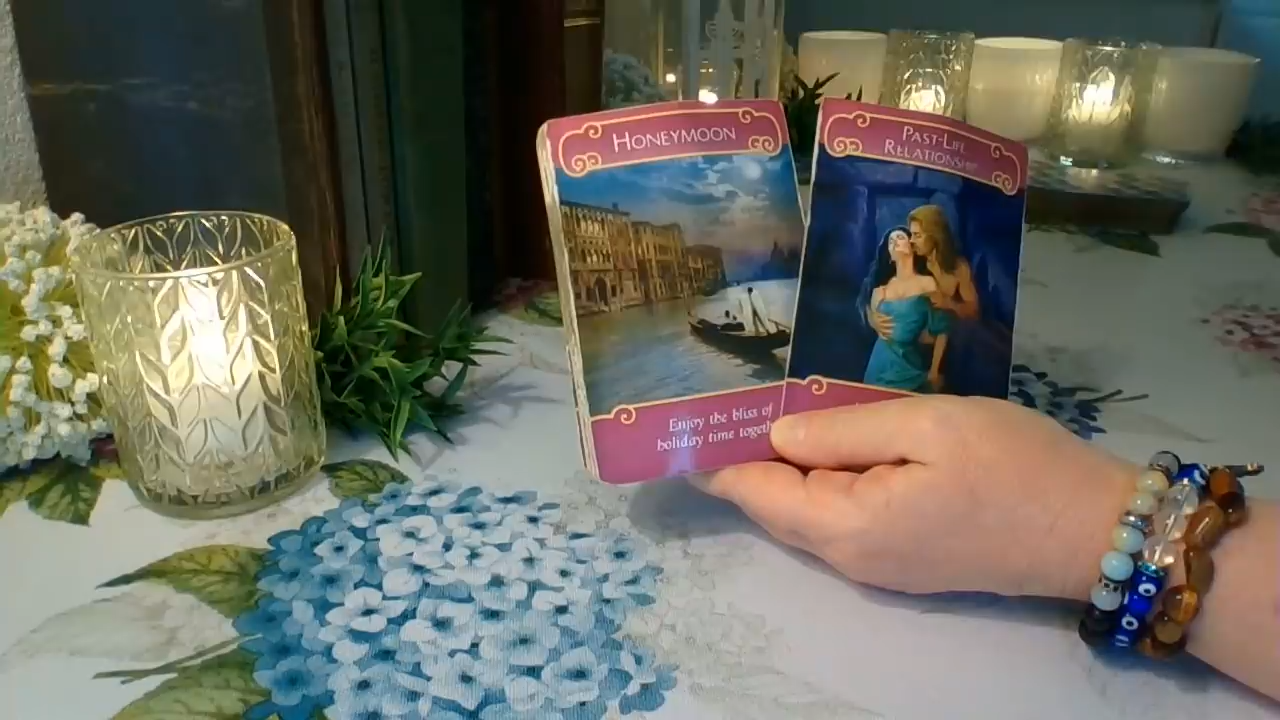 HONEYMOON
Enjoy the bliss of
holiday time togeth
PAST-LIFE
RELATIONSHIP